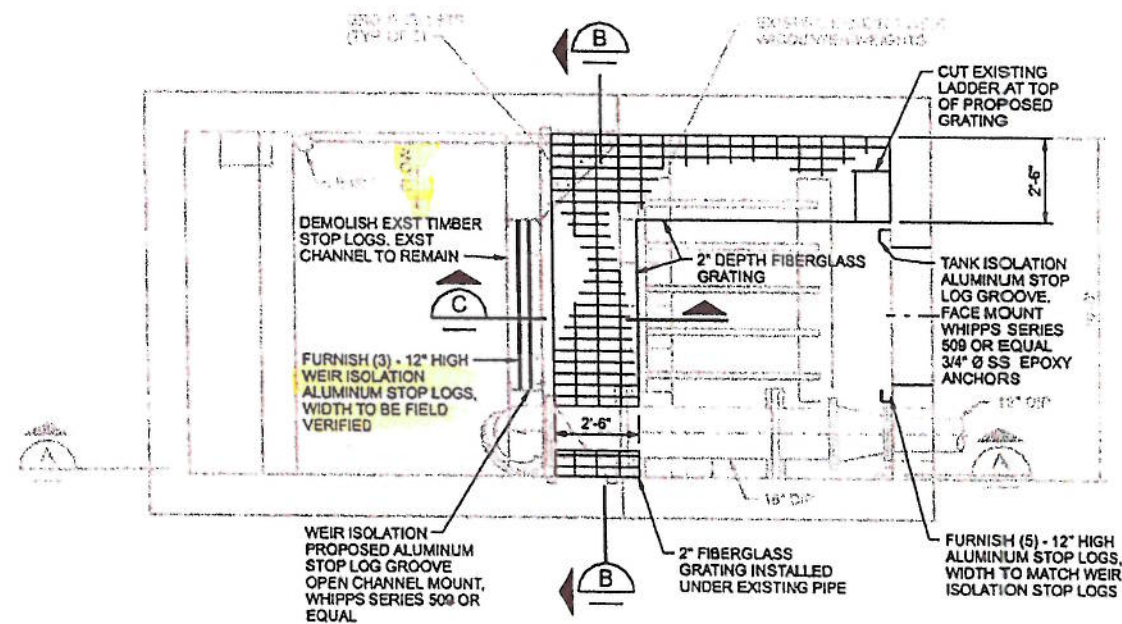 B
CUT EXISTING
LADDER AT TOP
OF PROPOSED
GRATING
2'-6"
DEMOLISH EXST TIMBER
STOP LOGS. EXST
CHANNEL TO REMAIN
2" DEPTH FIBERGLASS
GRATING
C
TANK ISOLATION
ALUMINUM STOP
LOG GROOVE.
FACE MOUNT
WHIPPS SERIES
509 OR EQUAL
3/4" Ø SS EPOXY
ANCHORS
FURNISH (3) - 12" HIGH
WEIR ISOLATION
ALUMINUM STOP LOGS,
WIDTH TO BE FIELD
VERIFIED
2'-6"
A
A
16" DIP
WEIR ISOLATION
PROPOSED ALUMINUM
STOP LOG GROOVE
OPEN CHANNEL MOUNT,
WHIPPS SERIES 509 OR
EQUAL
B
2" FIBERGLASS
GRATING INSTALLED
UNDER EXISTING PIPE
FURNISH (5) - 12" HIGH
ALUMINUM STOP LOGS,
WIDTH TO MATCH WEIR
ISOLATION STOP LOGS